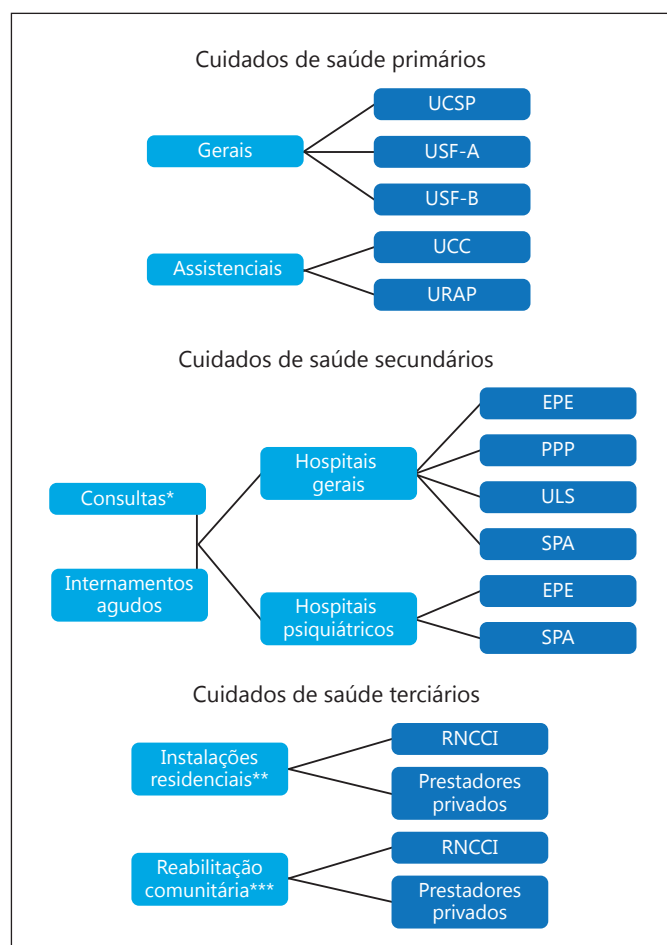 Cuidados de saúde primários
Gerais
UCSP
USF-A
USF-B
Assistenciais
UCC
URAP
Cuidados de saúde secundários
Consultas*
Internamentos
agudos
Hospitais
gerais
EPE
PPP
ULS
SPA
Hospitais
psiquiátricos
EPE
SPA
Cuidados de saúde terciários
Instalações
residenciais**
RNCCI
Prestadores
privados
Reabilitação
comunitária***
RNCCI
Prestadores
privados